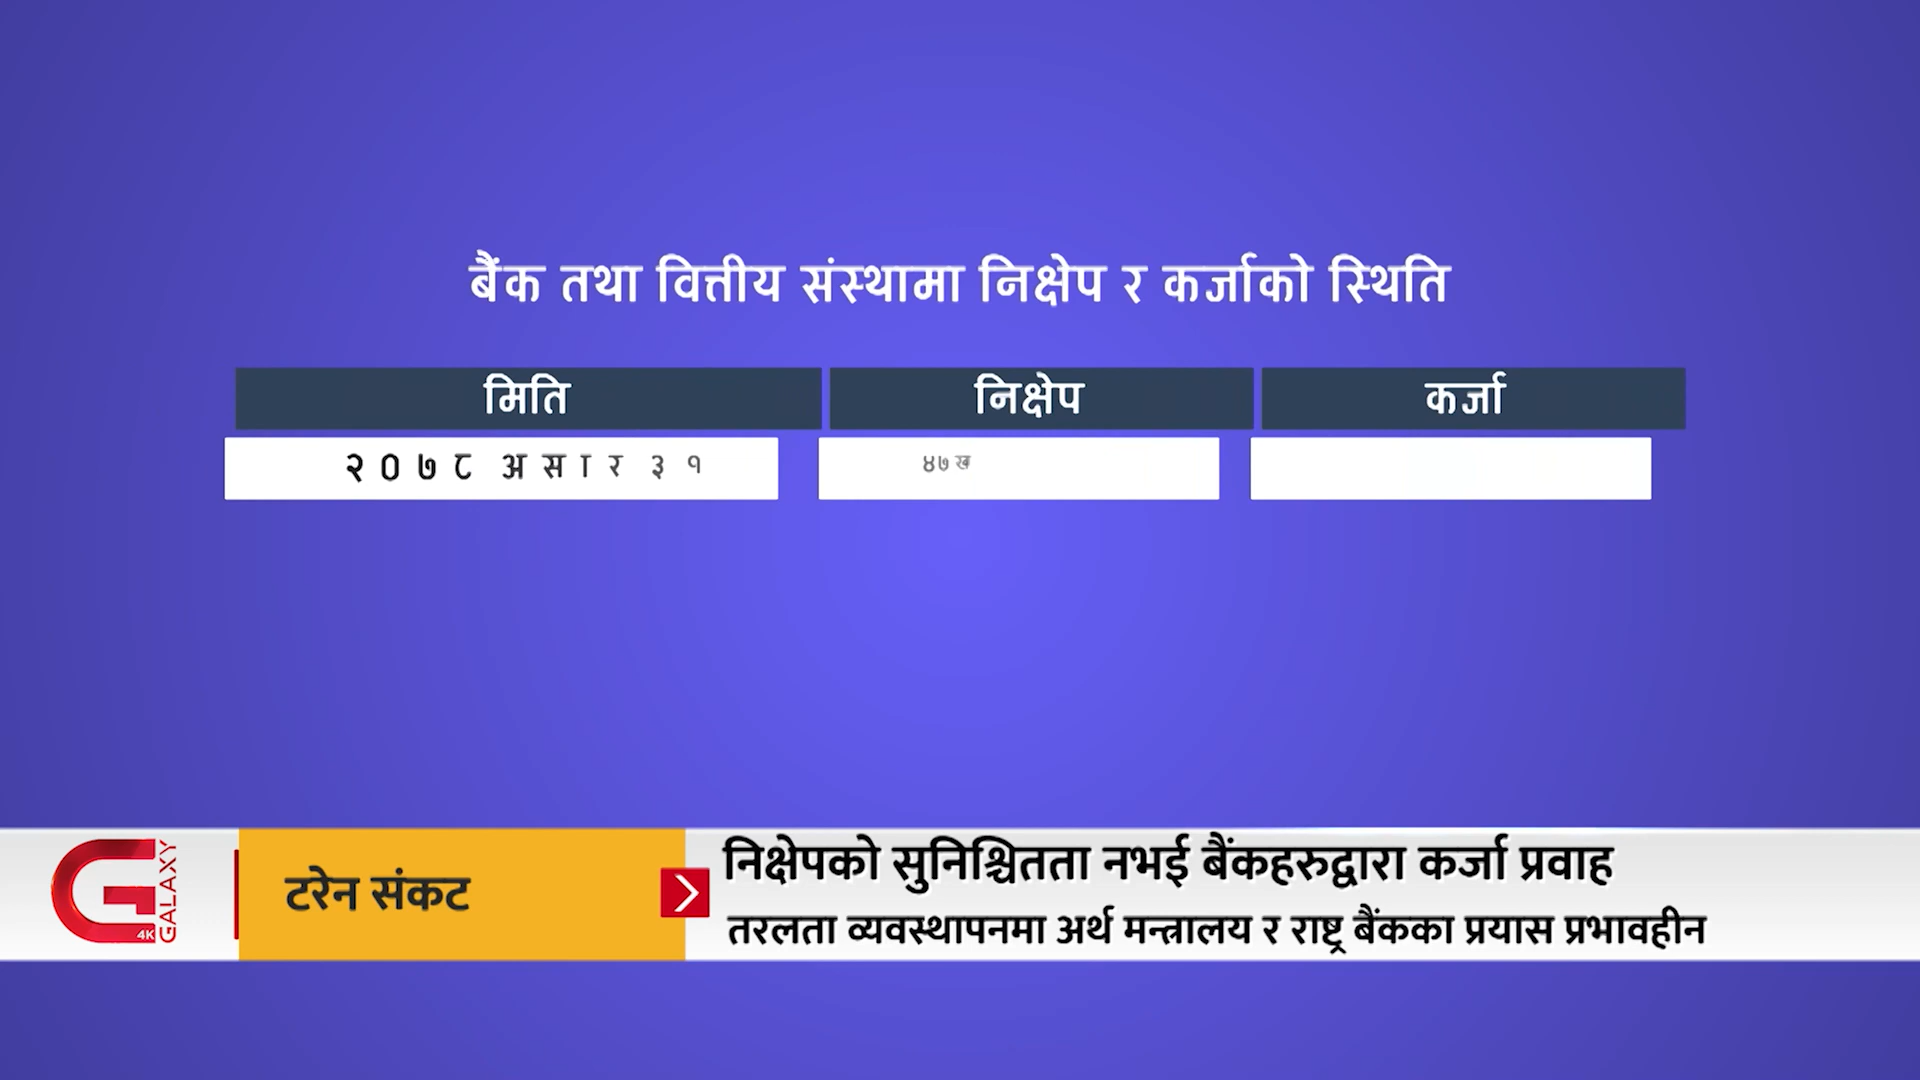 बैंक तथा वित्तीय संस्थामा निक्षेप र कर्जाको स्थिति
मिति निक्षेप कर्जा
२०७८ असार ३१ ४७ ख
टरेन संकट
निक्षेपको सुनिश्चितता नभई बैंकहरुद्वारा कर्जा प्रवाह
तरलता व्यवस्थापनमा अर्थ मन्त्रालय र राष्ट्र बैंकका प्रयास प्रभावहीन
GALAXY
4K